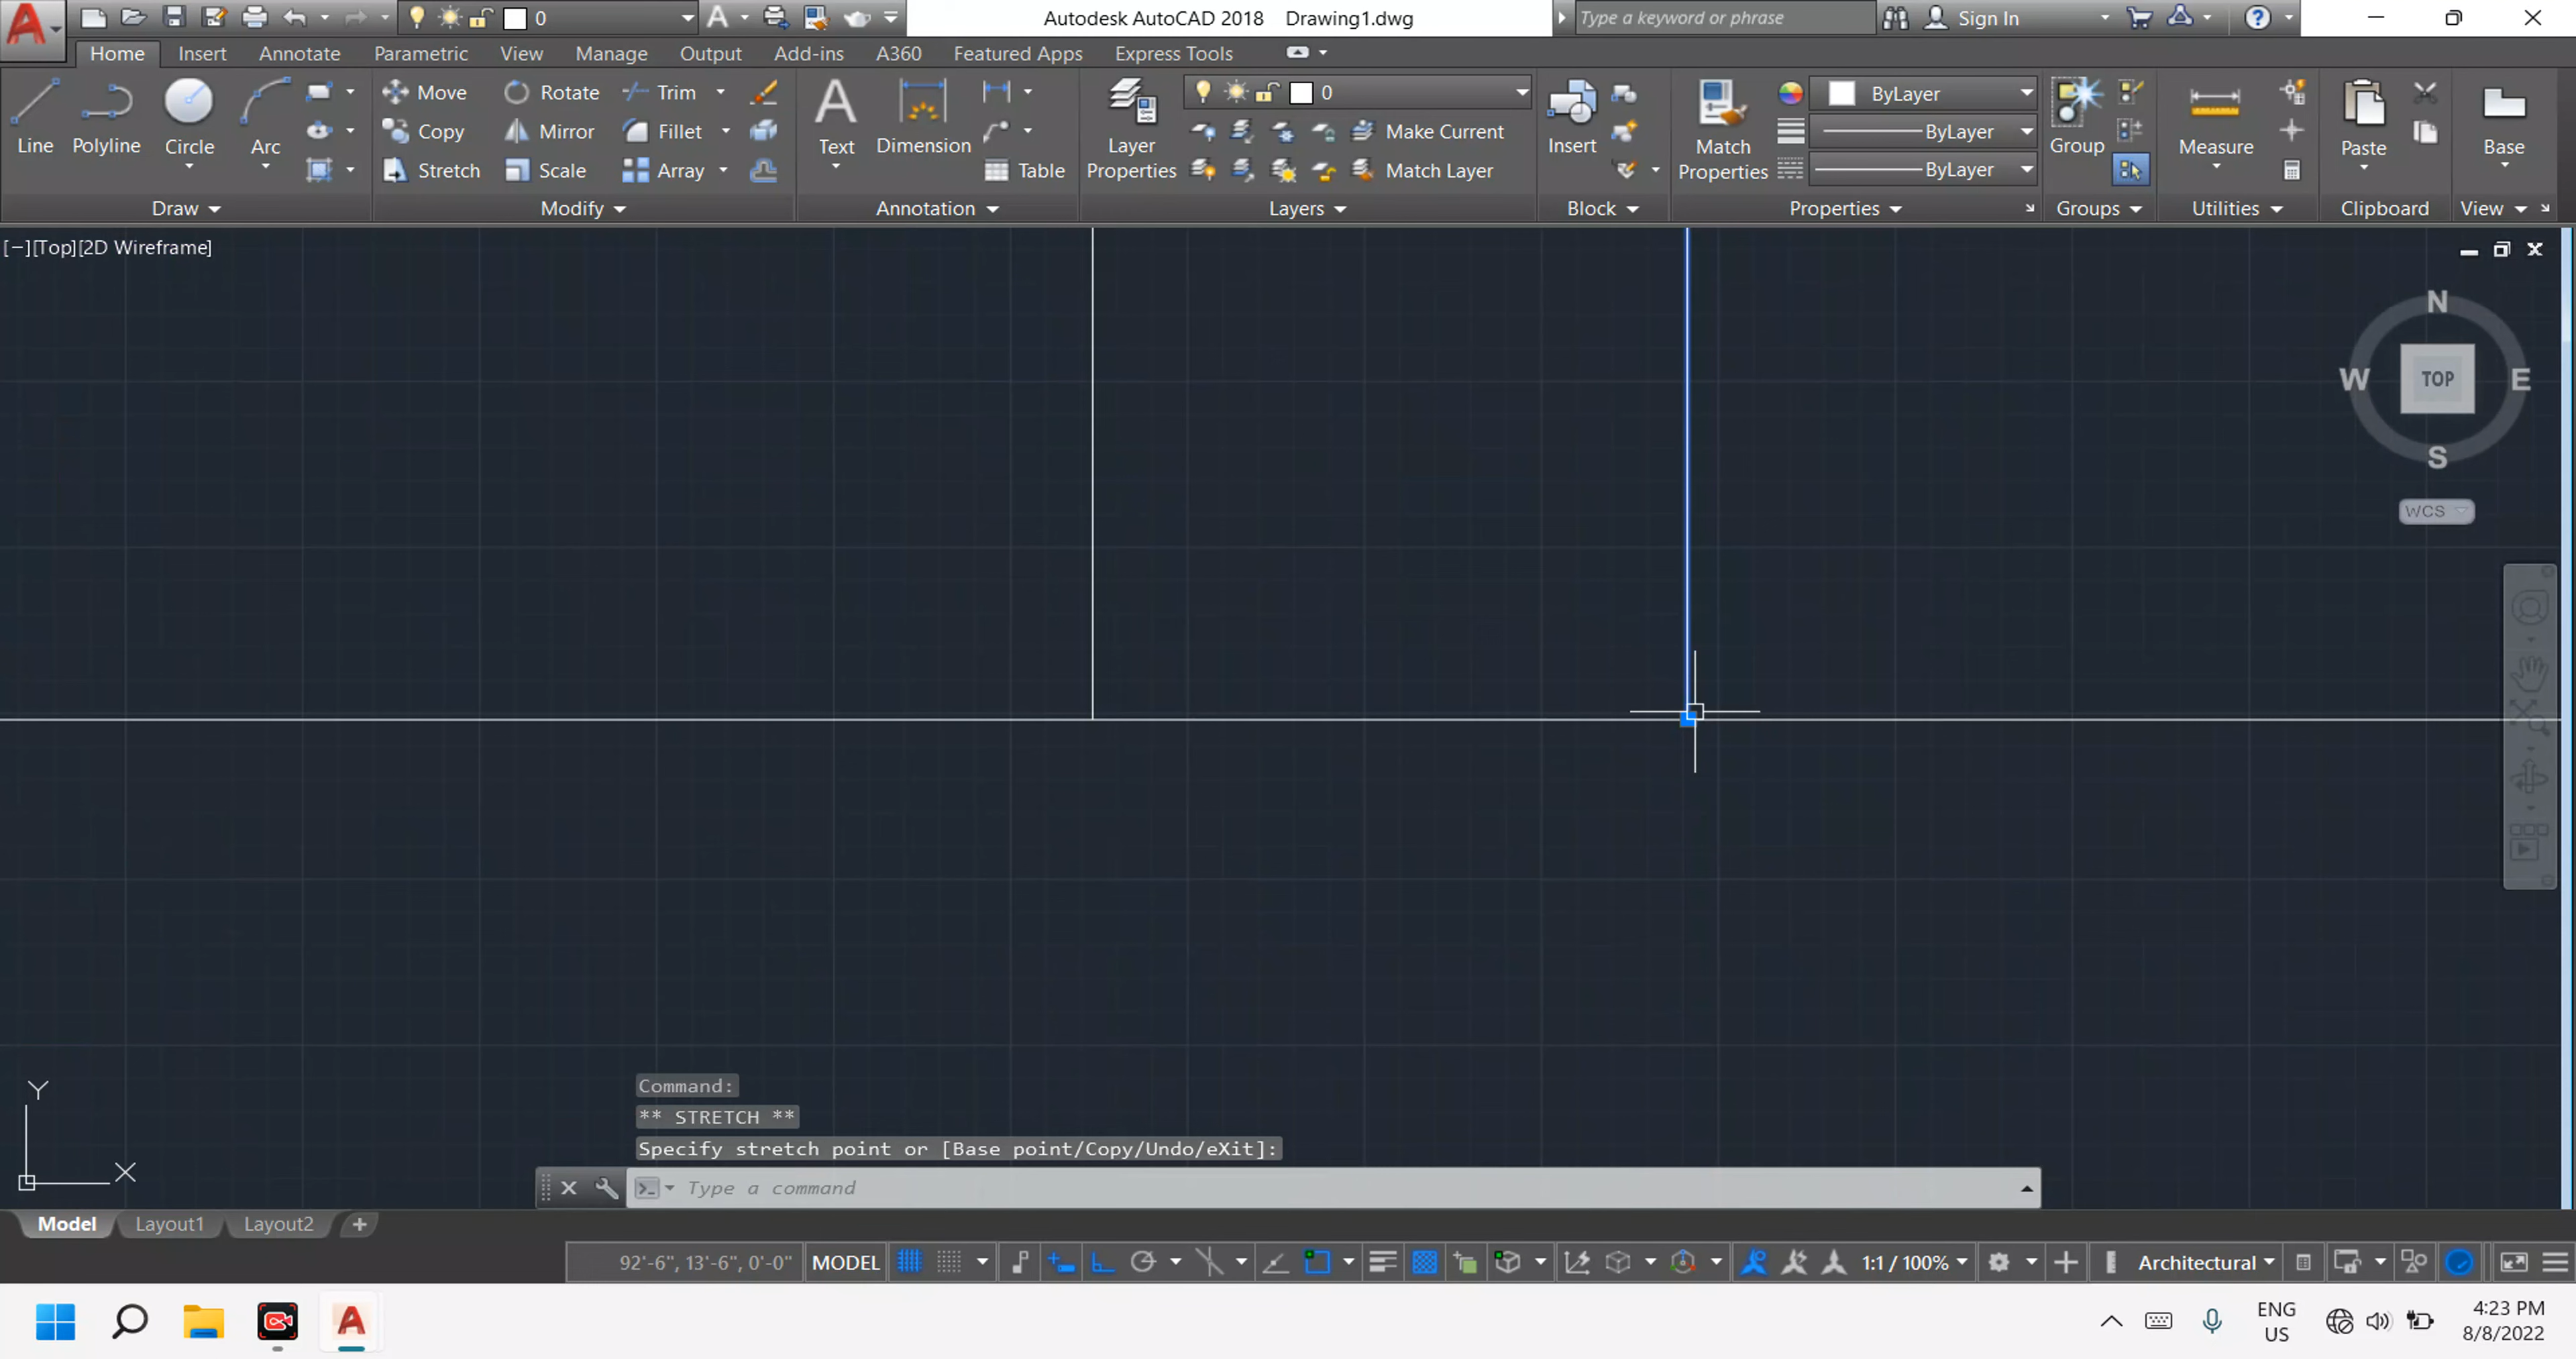 0 Autodesk AutoCAD 2018 Drawing1.dwg Type a keyword or phrase Sign In
Home Insert Annotate Parametric View Manage Output Add-ins A360 Featured Apps Express Tools
Move Rotate Trim 0 ByLayer
Line Polyline Circle Arc Copy Mirror Fillet Text Dimension Make Current Insert ByLayer Group Measure Paste Base
Stretch Scale Array Table Layer Properties Match Layer Match Properties ByLayer
Draw Modify Annotation Layers Block Properties Groups Utilities Clipboard View
[−][Top][2D Wireframe]
N
W TOP E
S
WCS
Command:
** STRETCH **
Specify stretch point or [Base point/Copy/Undo/eXit]:
Type a command
Y
X
Model Layout1 Layout2
92'-6", 13'-6", 0'-0" MODEL 1:1 / 100% Architectural
ENG
US
4:23 PM
8/8/2022